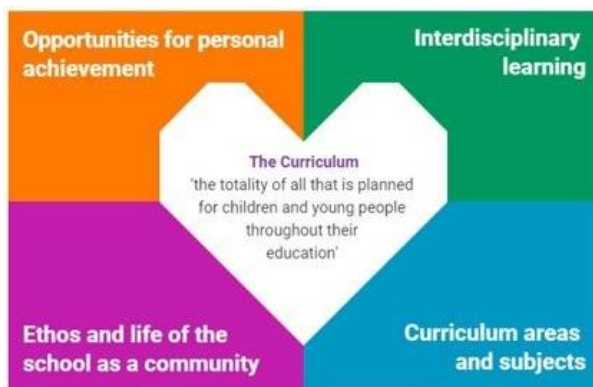 Opportunities for personal
achievement
Interdisciplinary
learning
The Curriculum
'the totality of all that is planned
for children and young people
throughout their
education'
Ethos and life of the
school as a community
Curriculum areas
and subjects